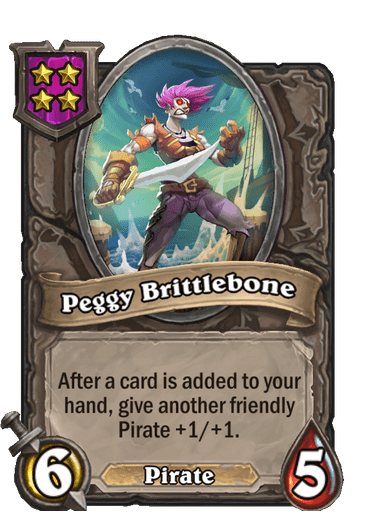 Peggy Brittlebone
After a card is added to your
hand, give another friendly
Pirate +1/+1.
6
Pirate
5